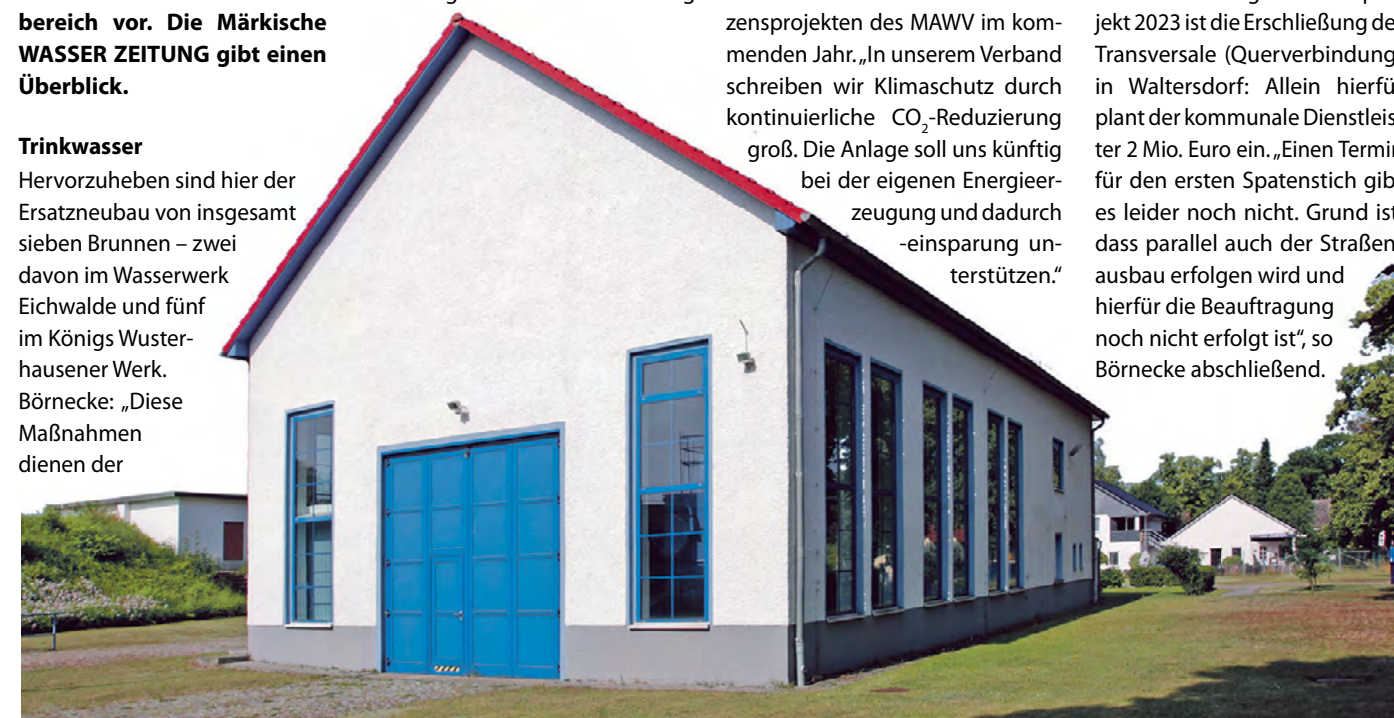 bereich vor. Die Märkische
WASSER ZEITUNG gibt einen
Überblick.
Trinkwasser
Hervorzuheben sind hier der
Ersatzneubau von insgesamt
sieben Brunnen – zwei
davon im Wasserwerk
Eichwalde und fünf
im Königs Wuster-
hausener Werk.
Börnecke: „Diese
Maßnahmen
dienen der
zensprojekten des MAWV im kom-
menden Jahr. „In unserem Verband
schreiben wir Klimaschutz durch
kontinuierliche CO₂-Reduzierung
groß. Die Anlage soll uns künftig
bei der eigenen Energieer-
zeugung und dadurch
-einsparung un-
terstützen.“
jekt 2023 ist die Erschließung de
Transversale (Querverbindung
in Waltersdorf: Allein hierfü
plant der kommunale Dienstleis
ter 2 Mio. Euro ein. „Einen Termin
für den ersten Spatenstich gib
es leider noch nicht. Grund ist
dass parallel auch der Straßen
ausbau erfolgen wird und
hierfür die Beauftragung
noch nicht erfolgt ist“, so
Börnecke abschließend.